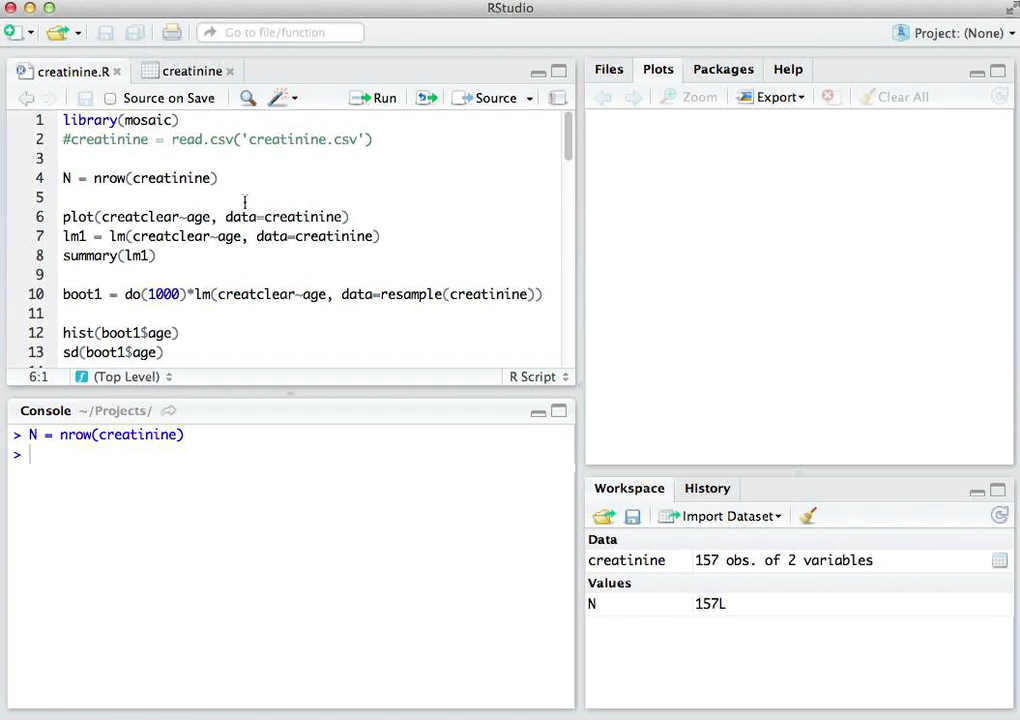 RStudio
Go to file/function
Project: (None)
creatinine.R
creatinine
Source on Save
Run
Source
1 library(mosaic)
2 #creatinine = read.csv('creatinine.csv')
3
4 N = nrow(creatinine)
5
6 plot(creatclear~age, data=creatinine)
7 lm1 = lm(creatclear~age, data=creatinine)
8 summary(lm1)
9
10 boot1 = do(1000)*lm(creatclear~age, data=resample(creatinine))
11
12 hist(boot1$age)
13 sd(boot1$age)
6:1
(Top Level)
R Script
Console ~/Projects/
> N = nrow(creatinine)
>
Files
Plots
Packages
Help
Zoom
Export
Clear All
Workspace
History
Import Dataset
Data
creatinine 157 obs. of 2 variables
Values
N 157L